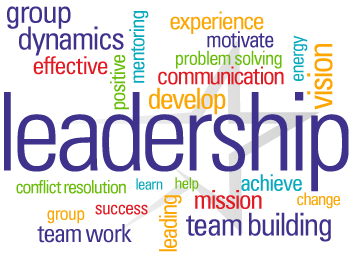 group
dynamics
effective
positive
mentoring
experience
motivate
problem solving
communication
energy
vision
develop
leadership
conflict resolution
learn
help
achieve
change
group
success
leading
mission
team work
team building